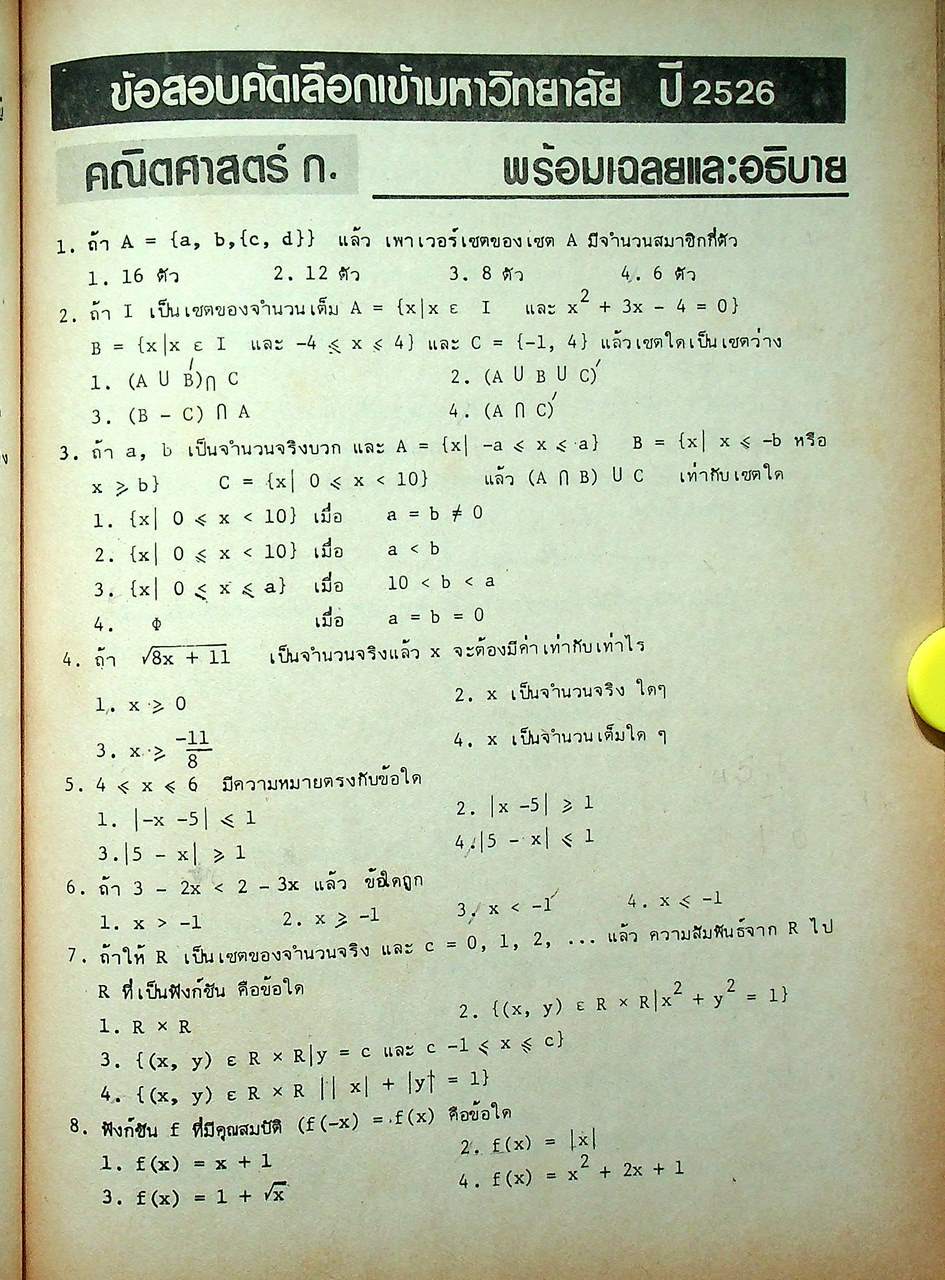 ข้อสอบคัดเลือกเข้ามหาวิทยาลัย ปี 2526
คณิตศาสตร์ ก. พร้อมเฉลยและอธิบาย
1. ถ้า A = {a, b,{c, d}} แล้ว เพาเวอร์เซตของเซต A มีจำนวนสมาชิกกี่ตัว
1. 16 ตัว 2. 12 ตัว 3. 8 ตัว 4. 6 ตัว
2. ถ้า I เป็นเซตของจำนวนเต็ม A = {x|x ε I และ x² + 3x - 4 = 0}
B = {x|x ε I และ -4 ⩽ x ⩽ 4} และ C = {-1, 4} แล้วเซตใดเป็นเซตว่าง
1. (A ∪ B)′∩ C 2. (A ∪ B ∪ C)′
3. (B - C) ∩ A 4. (A ∩ C)′
3. ถ้า a, b เป็นจำนวนจริงบวก และ A = {x| -a ⩽ x ⩽ a} B = {x| x ⩽ -b หรือ
x ⩾ b} C = {x| 0 ⩽ x < 10} แล้ว (A ∩ B) ∪ C เท่ากับเซตใด
1. {x| 0 ⩽ x < 10} เมื่อ a = b ≠ 0
2. {x| 0 ⩽ x < 10} เมื่อ a < b
3. {x| 0 ⩽ x ⩽ a} เมื่อ 10 < b < a
4. Φ เมื่อ a = b = 0
4. ถ้า √(8x + 11) เป็นจำนวนจริงแล้ว x จะต้องมีค่าเท่ากับเท่าไร
1. x ⩾ 0 2. x เป็นจำนวนจริง ใดๆ
3. x ⩾ -11/8 4. x เป็นจำนวนเต็มใด ๆ
5. 4 ⩽ x ⩽ 6 มีความหมายตรงกับข้อใด
1. |-x -5| ⩽ 1 2. |x -5| ⩾ 1
3.|5 - x| ⩾ 1 4.|5 - x| ⩽ 1
6. ถ้า 3 - 2x < 2 - 3x แล้ว ข้อใดถูก
1. x > -1 2. x ⩾ -1 3. x < -1 4. x ⩽ -1
7. ถ้าให้ R เป็นเซตของจำนวนจริง และ c = 0, 1, 2, ... แล้ว ความสัมพันธ์จาก R ไป
R ที่เป็นฟังก์ชัน คือข้อใด
1. R × R 2. {(x, y) ε R × R|x² + y² = 1}
3. {(x, y) ε R × R|y = c และ c -1 ⩽ x ⩽ c}
4. {(x, y) ε R × R || x| + |y| = 1}
8. ฟังก์ชัน f ที่มีคุณสมบัติ (f(-x) = f(x) คือข้อใด
1. f(x) = x + 1 2. f(x) = |x|
3. f(x) = 1 + √x 4. f(x) = x² + 2x + 1